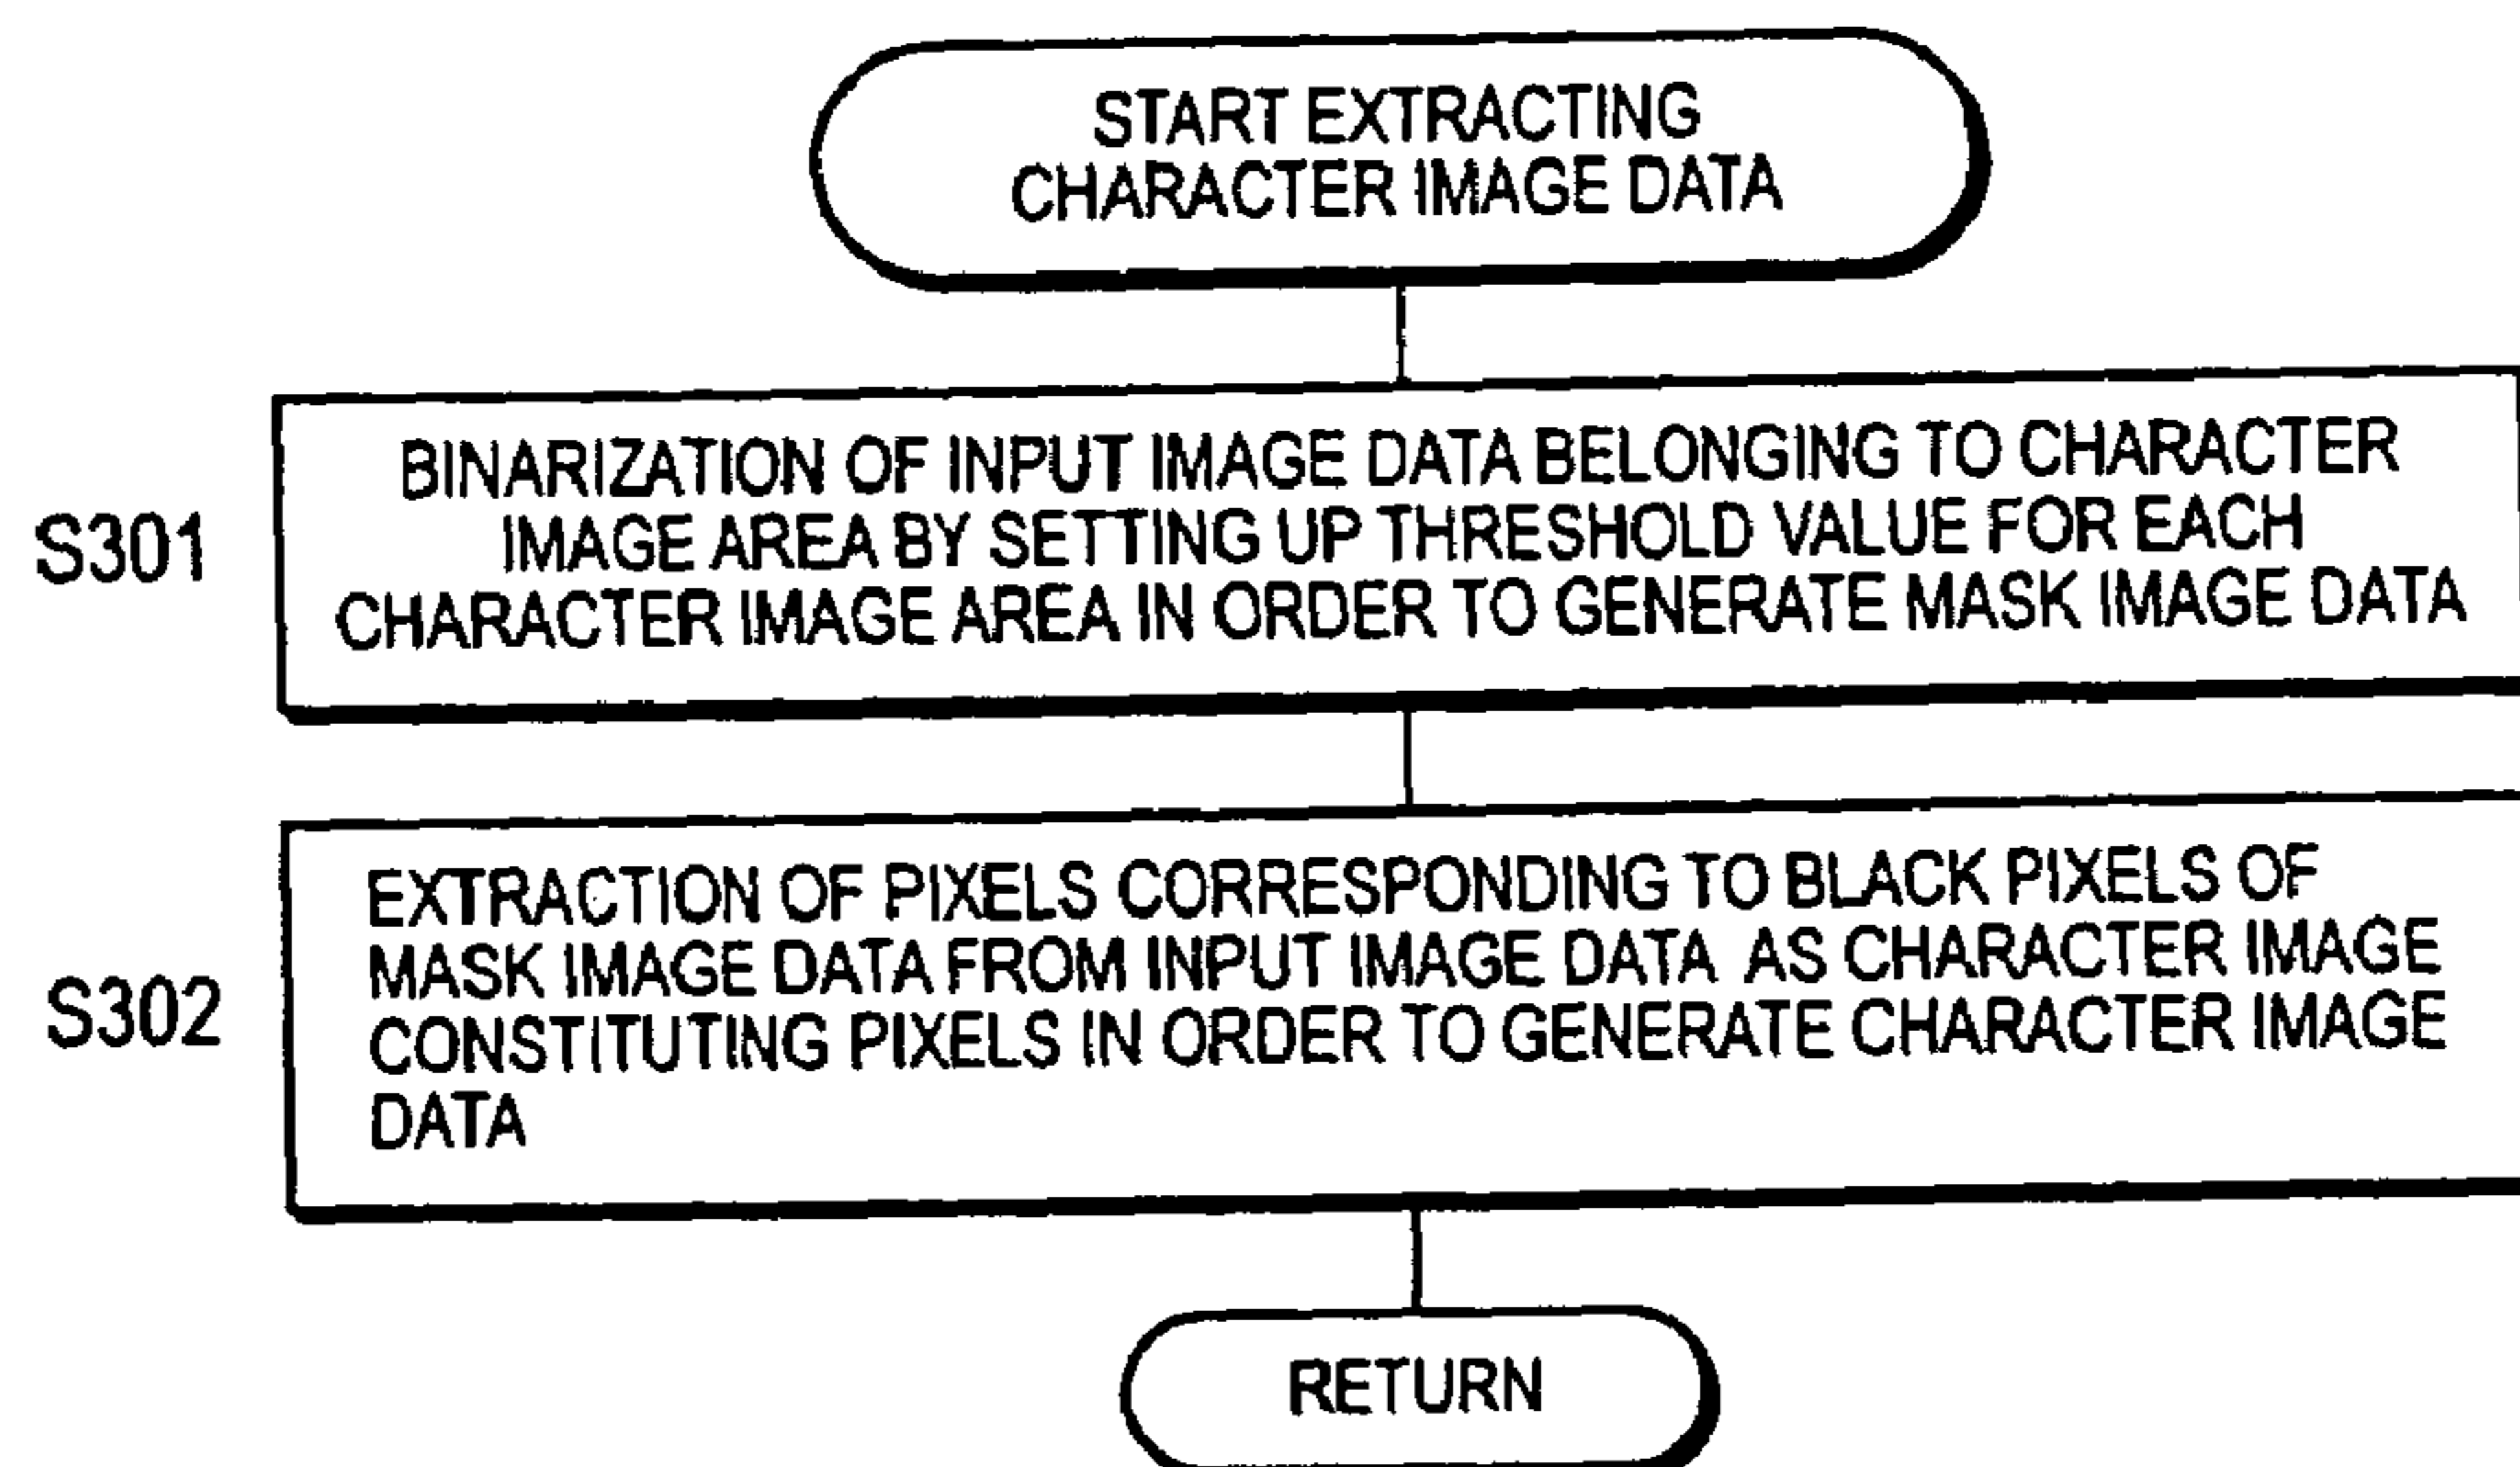 START EXTRACTING
CHARACTER IMAGE DATA
S301
BINARIZATION OF INPUT IMAGE DATA BELONGING TO CHARACTER
IMAGE AREA BY SETTING UP THRESHOLD VALUE FOR EACH
CHARACTER IMAGE AREA IN ORDER TO GENERATE MASK IMAGE DATA
S302
EXTRACTION OF PIXELS CORRESPONDING TO BLACK PIXELS OF
MASK IMAGE DATA FROM INPUT IMAGE DATA AS CHARACTER IMAGE
CONSTITUTING PIXELS IN ORDER TO GENERATE CHARACTER IMAGE
DATA
RETURN